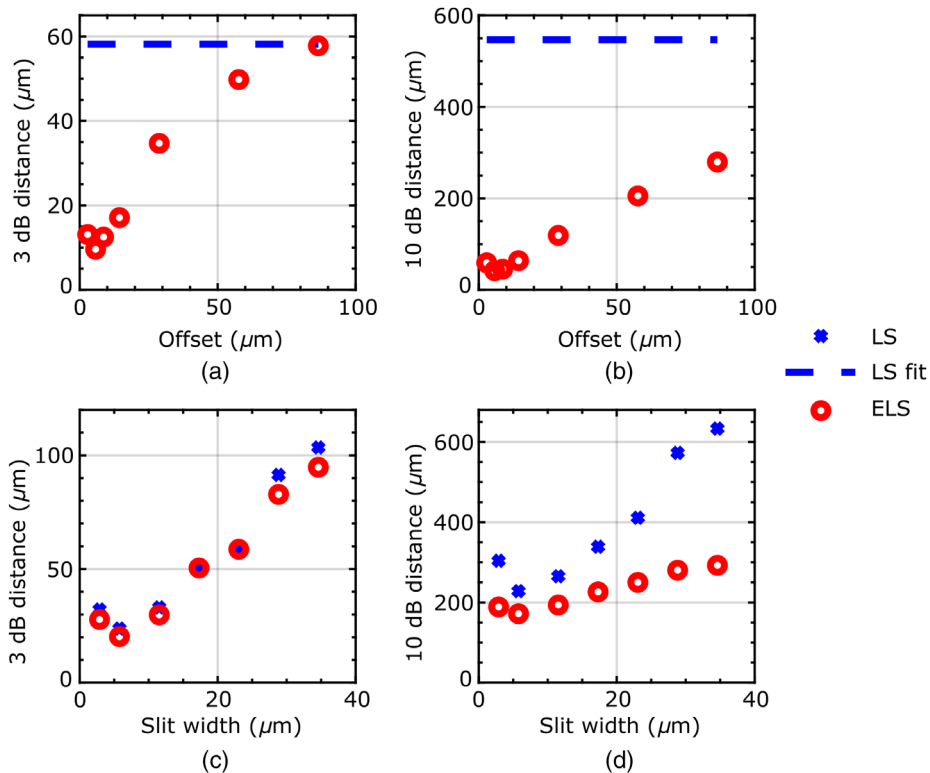 60
40
20
0
3 dB distance (µm)
0 50 100
Offset (µm)
(a)
600
400
200
0
10 dB distance (µm)
0 50 100
Offset (µm)
(b)
LS
LS fit
ELS
100
50
0
3 dB distance (µm)
0 20 40
Slit width (µm)
(c)
600
400
200
0
10 dB distance (µm)
0 20 40
Slit width (µm)
(d)